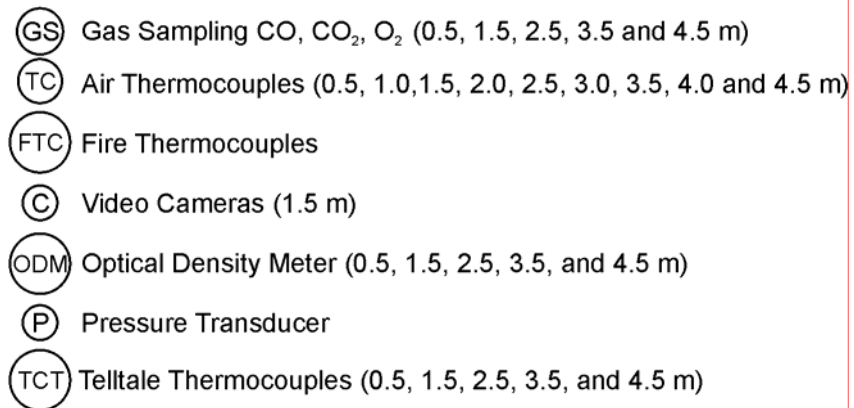 GS Gas Sampling CO, CO₂, O₂ (0.5, 1.5, 2.5, 3.5 and 4.5 m)
TC Air Thermocouples (0.5, 1.0,1.5, 2.0, 2.5, 3.0, 3.5, 4.0 and 4.5 m)
FTC Fire Thermocouples
C Video Cameras (1.5 m)
ODM Optical Density Meter (0.5, 1.5, 2.5, 3.5, and 4.5 m)
P Pressure Transducer
TCT Telltale Thermocouples (0.5, 1.5, 2.5, 3.5, and 4.5 m)